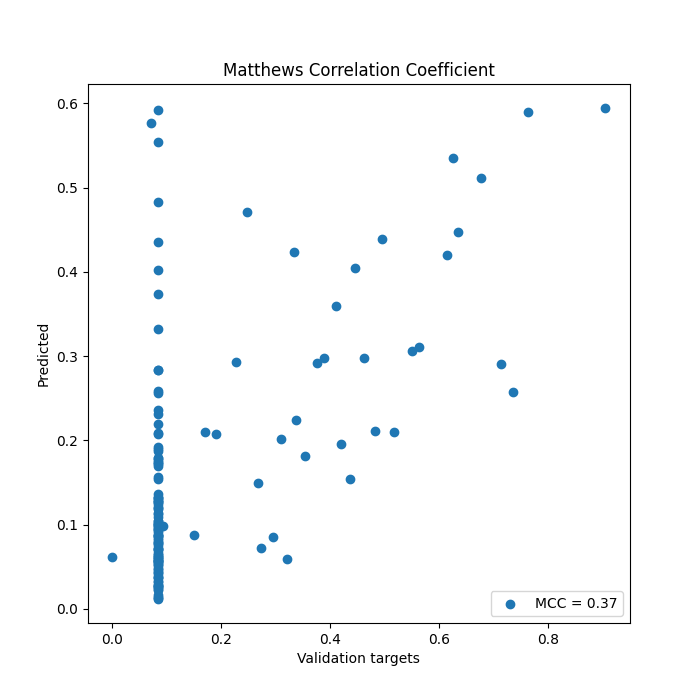 Matthews Correlation Coefficient
0.6
0.5
0.4
0.3
0.2
0.1
0.0
Predicted
MCC = 0.37
0.0 0.2 0.4 0.6 0.8
Validation targets